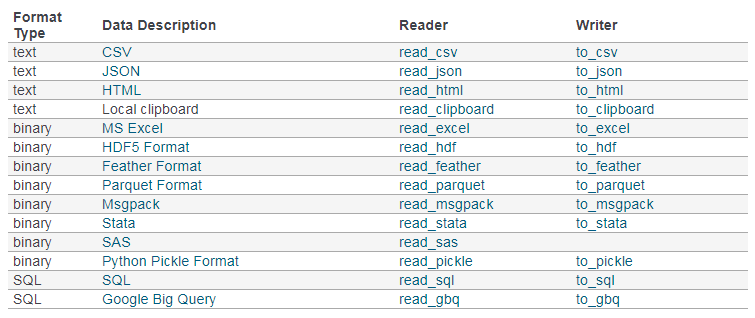 Format Type Data Description Reader Writer
text CSV read_csv to_csv
text JSON read_json to_json
text HTML read_html to_html
text Local clipboard read_clipboard to_clipboard
binary MS Excel read_excel to_excel
binary HDF5 Format read_hdf to_hdf
binary Feather Format read_feather to_feather
binary Parquet Format read_parquet to_parquet
binary Msgpack read_msgpack to_msgpack
binary Stata read_stata to_stata
binary SAS read_sas
binary Python Pickle Format read_pickle to_pickle
SQL SQL read_sql to_sql
SQL Google Big Query read_gbq to_gbq